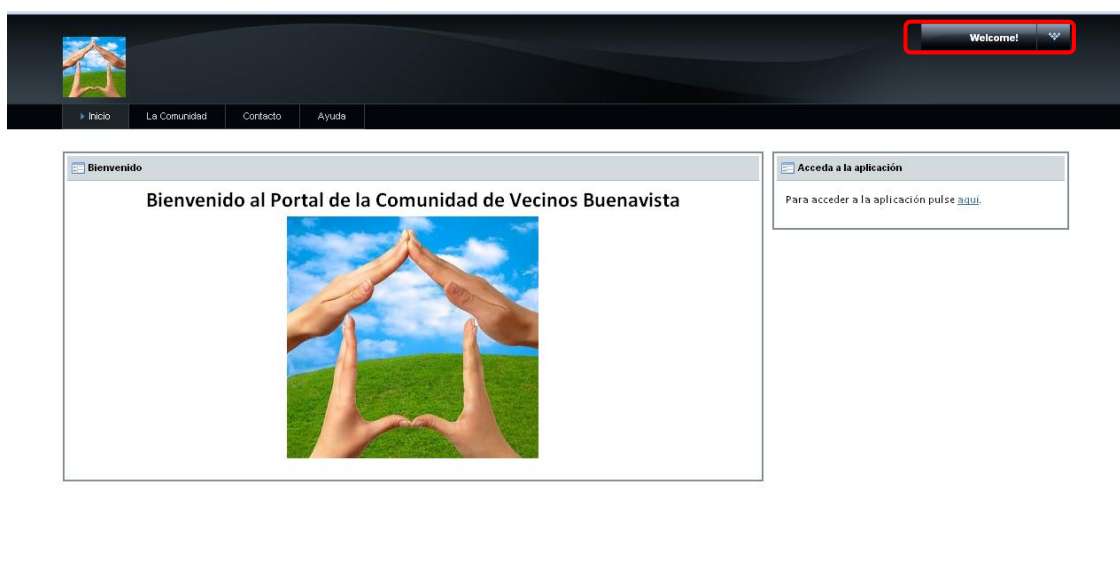 Welcome!
Inicio
La Comunidad
Contacto
Ayuda
Bienvenido
Bienvenido al Portal de la Comunidad de Vecinos Buenavista
Acceda a la aplicación
Para acceder a la aplicación pulse aquí.